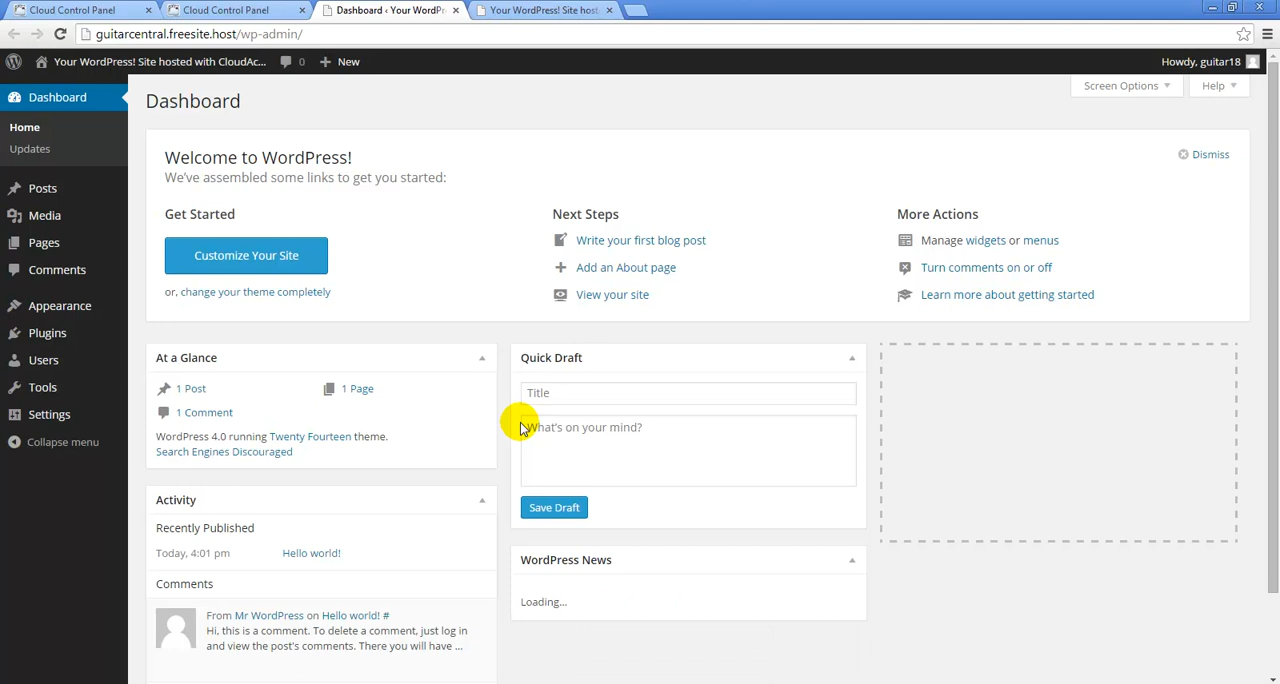 Cloud Control Panel
Cloud Control Panel
Dashboard ‹ Your WordPr
Your WordPress! Site host
guitarcentral.freesite.host/wp-admin/
Your WordPress! Site hosted with CloudAc...
0
New
Howdy, guitar18
Dashboard
Home
Updates
Posts
Media
Pages
Comments
Appearance
Plugins
Users
Tools
Settings
Collapse menu
Dashboard
Screen Options
Help
Welcome to WordPress!
We've assembled some links to get you started:
Dismiss
Get Started
Customize Your Site
or, change your theme completely
Next Steps
Write your first blog post
Add an About page
View your site
More Actions
Manage widgets or menus
Turn comments on or off
Learn more about getting started
At a Glance
1 Post
1 Page
1 Comment
WordPress 4.0 running Twenty Fourteen theme.
Search Engines Discouraged
Activity
Recently Published
Today, 4:01 pm
Hello world!
Comments
From Mr WordPress on Hello world! #
Hi, this is a comment. To delete a comment, just log in
and view the post's comments. There you will have ...
Quick Draft
Title
What's on your mind?
Save Draft
WordPress News
Loading...